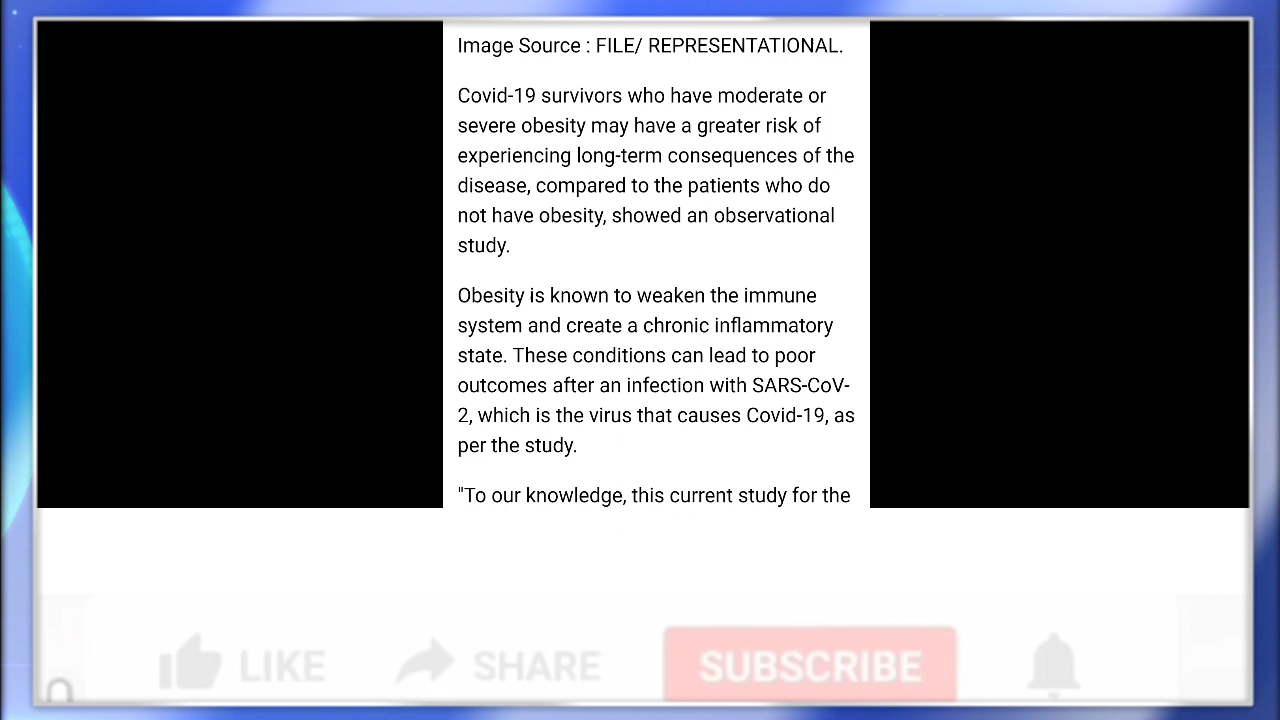 Image Source : FILE/ REPRESENTATIONAL.
Covid-19 survivors who have moderate or
severe obesity may have a greater risk of
experiencing long-term consequences of the
disease, compared to the patients who do
not have obesity, showed an observational
study.
Obesity is known to weaken the immune
system and create a chronic inflammatory
state. These conditions can lead to poor
outcomes after an infection with SARS-CoV-
2, which is the virus that causes Covid-19, as
per the study.
"To our knowledge, this current study for the
LIKE SHARE SUBSCRIBE